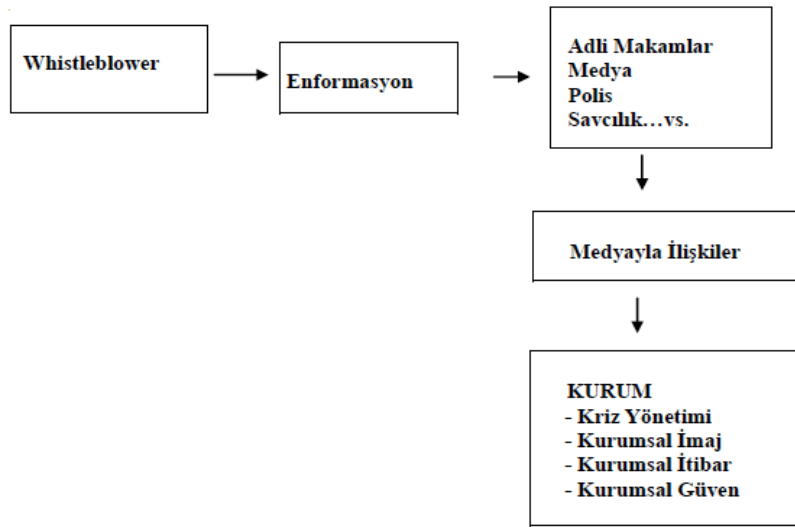 Whistleblower
Enformasyon
Adli Makamlar
Medya
Polis
Savcılık…vs.
Medyayla İlişkiler
KURUM
- Kriz Yönetimi
- Kurumsal İmaj
- Kurumsal İtibar
- Kurumsal Güven